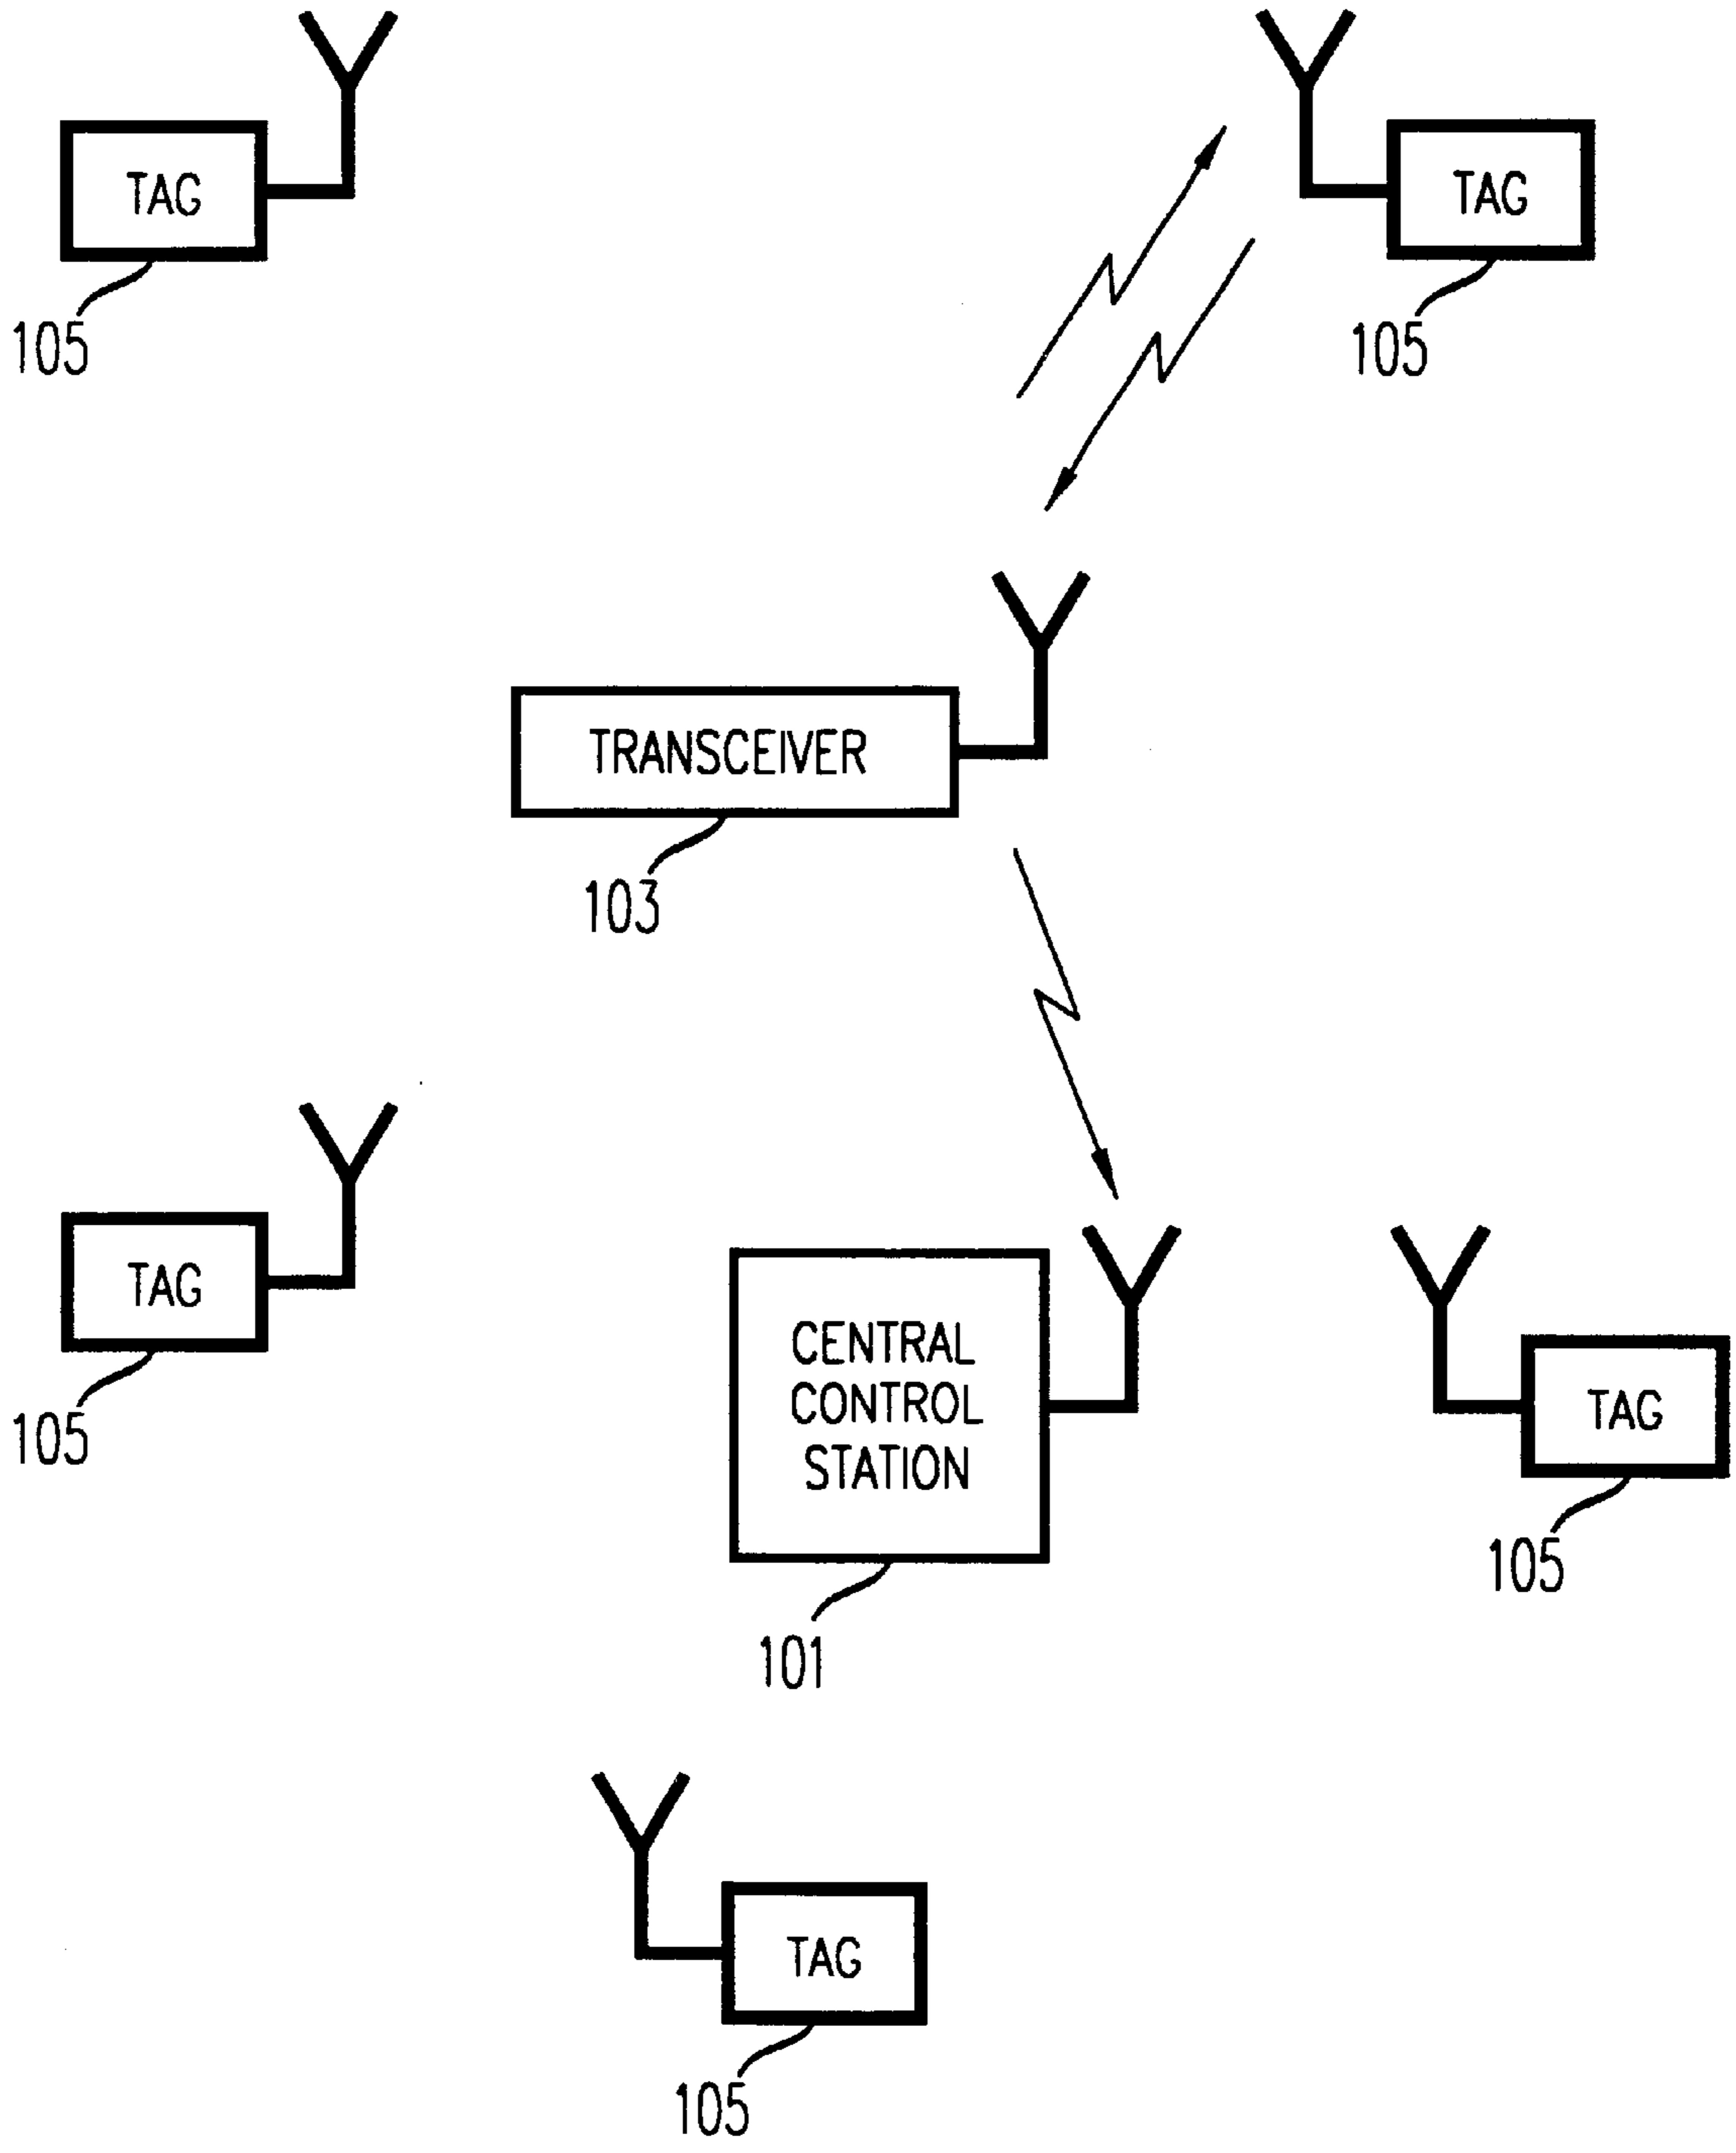 TAG
TAG
105
105
TRANSCEIVER
103
TAG
105
CENTRAL
CONTROL
STATION
TAG
105
101
TAG
105